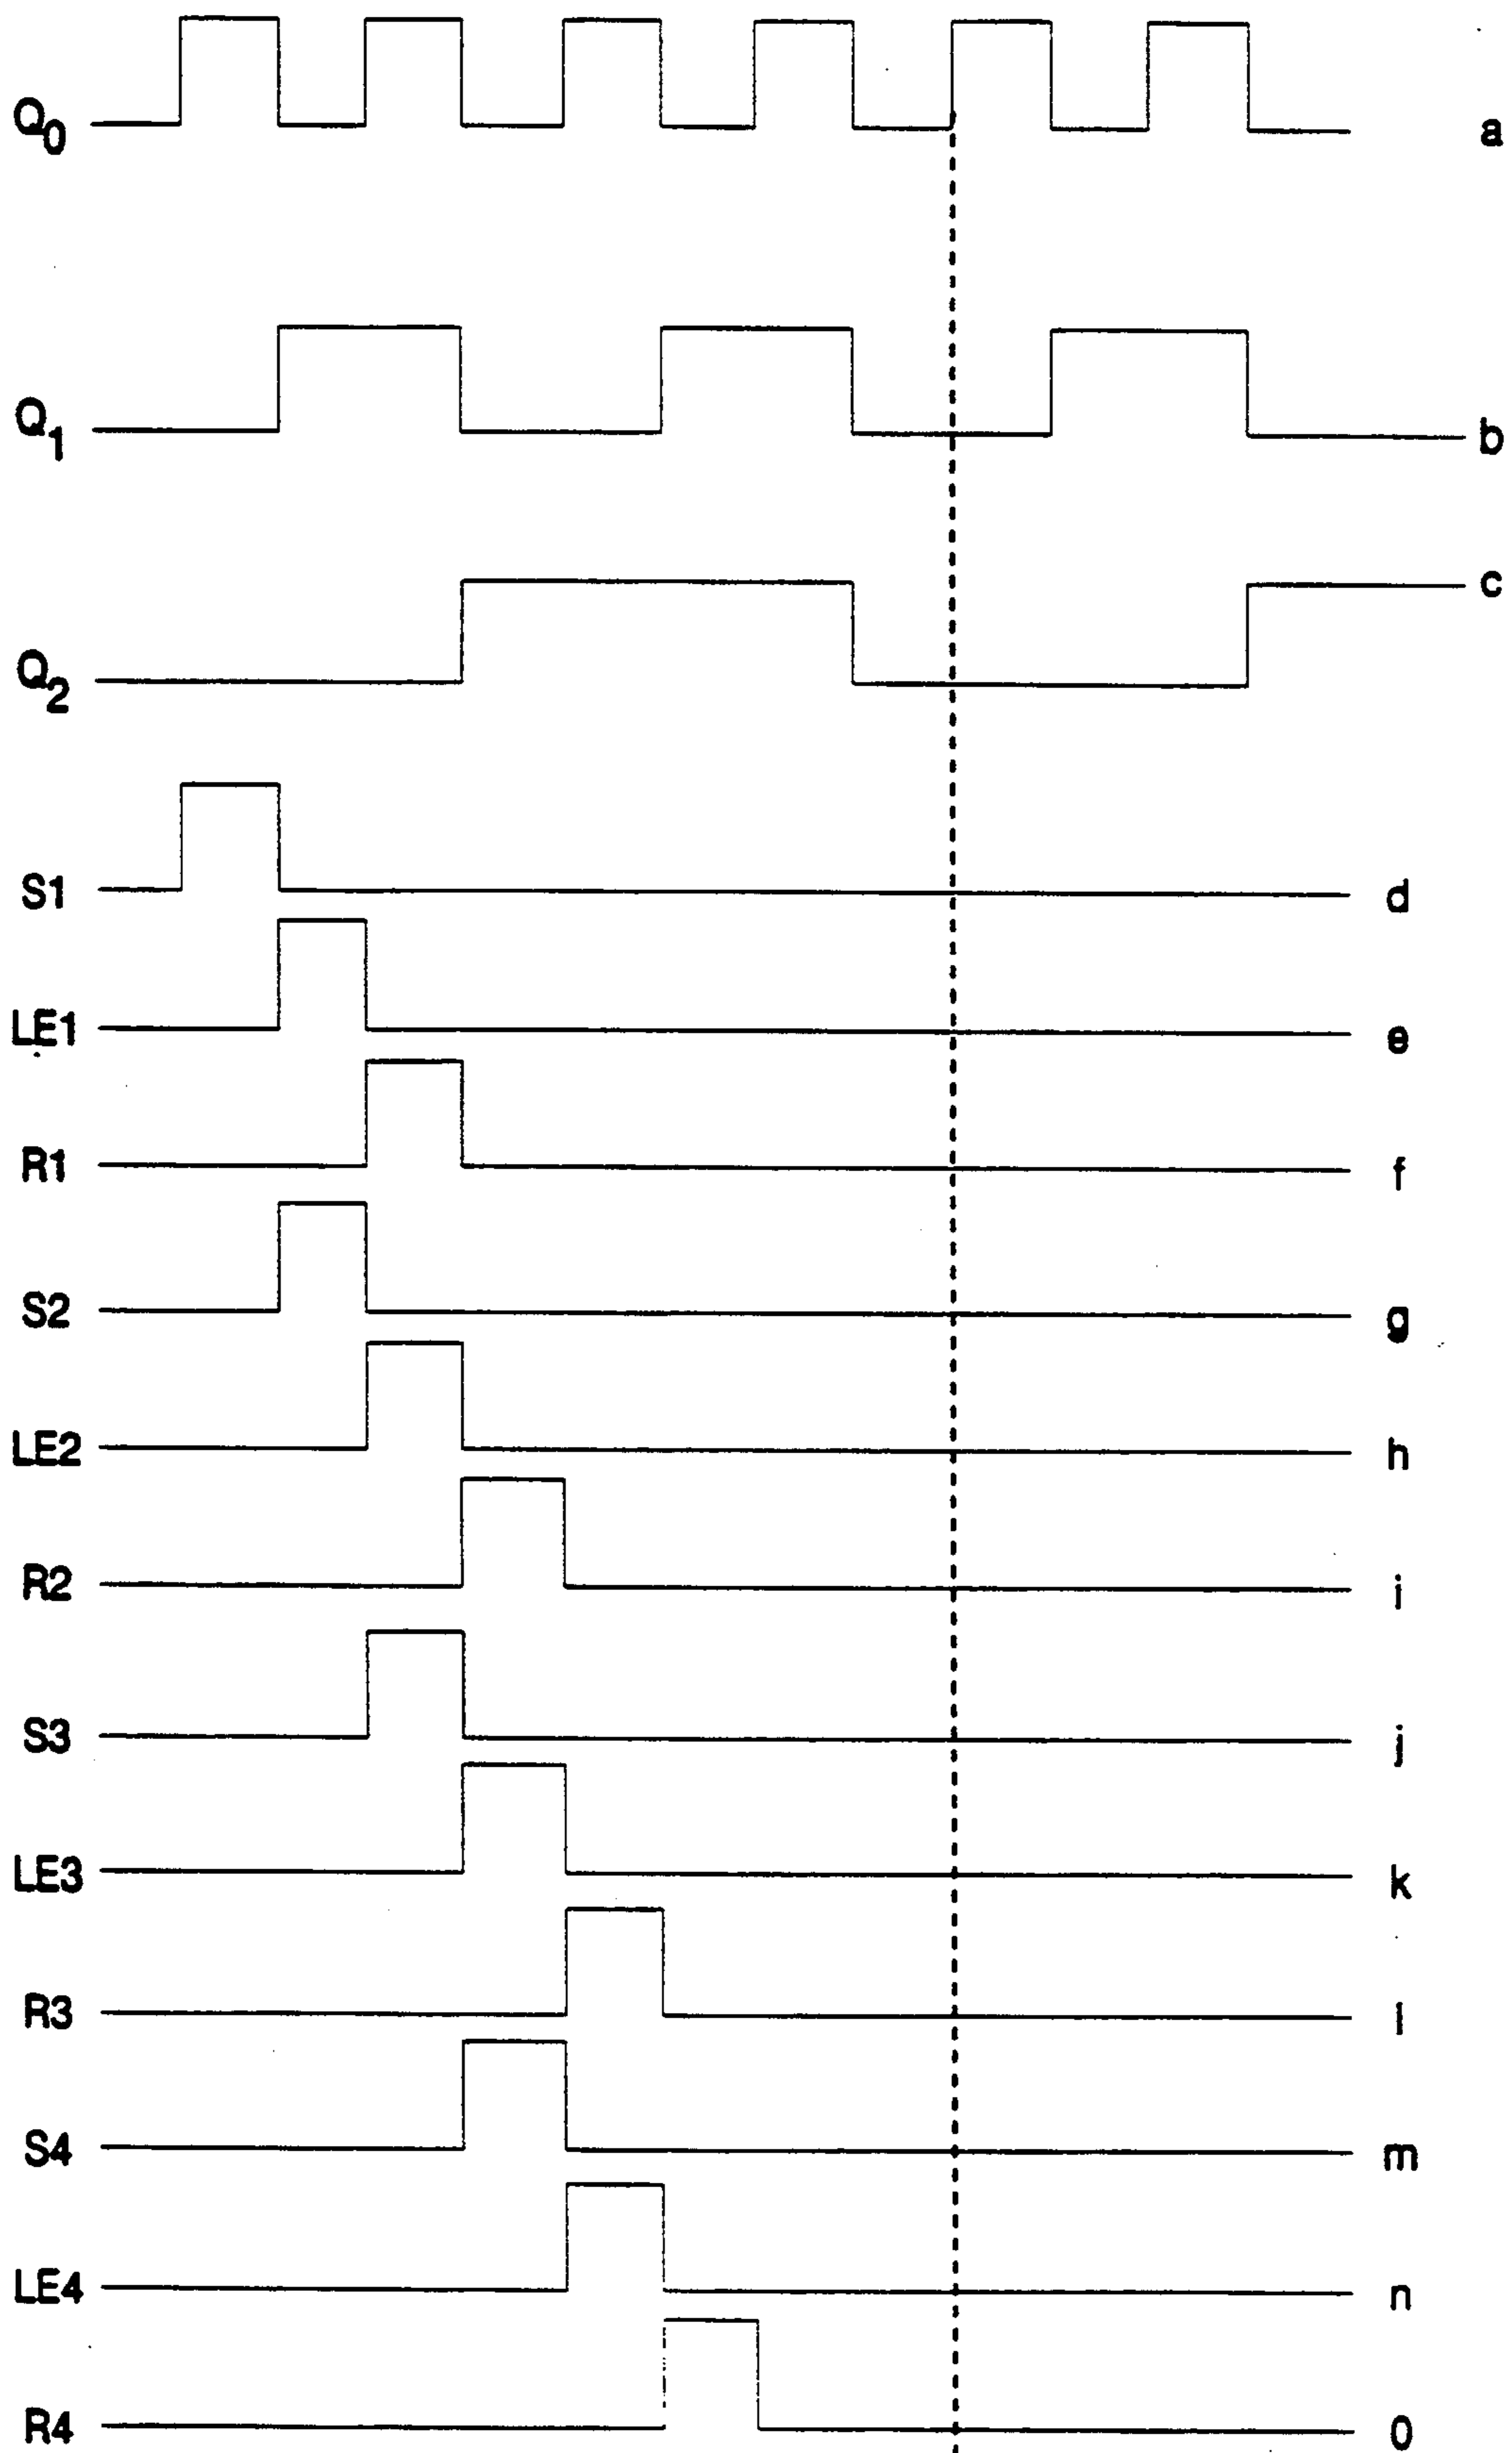 Q0 a
Q1 b
Q2 c
S1 d
LE1 e
R1 f
S2 g
LE2 h
R2 i
S3 j
LE3 k
R3 l
S4 m
LE4 n
R4 0